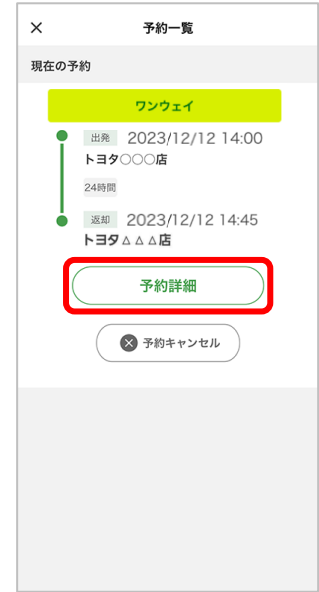 × 予約一覧
現在の予約
ワンウェイ
出発 2023/12/12 14:00
トヨタ○○○店
24時間
返却 2023/12/12 14:45
トヨタ△△△店
予約詳細
予約キャンセル